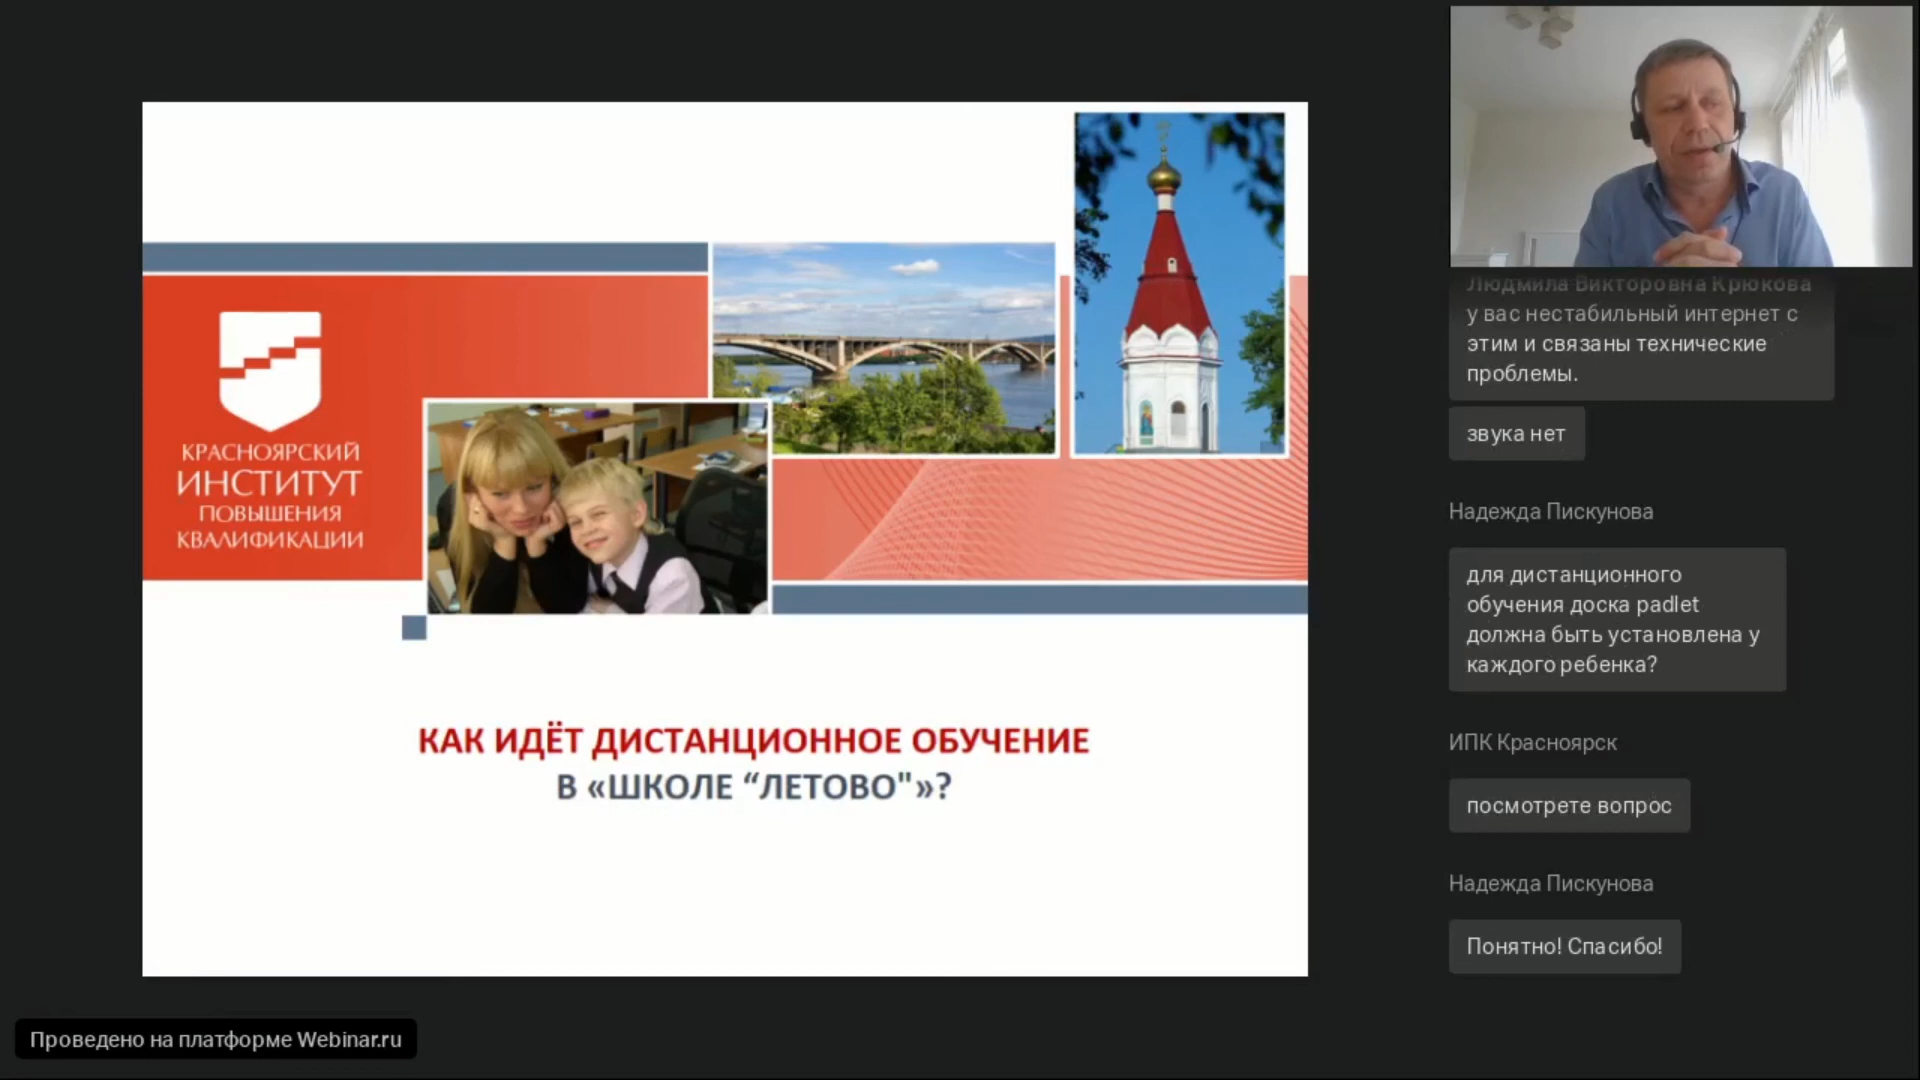 КРАСНОЯРСКИЙ
ИНСТИТУТ
ПОВЫШЕНИЯ
КВАЛИФИКАЦИИ
КАК ИДЁТ ДИСТАНЦИОННОЕ ОБУЧЕНИЕ
В «ШКОЛЕ “ЛЕТОВО"»?
Людмила Викторовна Крюкова
у вас нестабильный интернет с
этим и связаны технические
проблемы.
звука нет
Надежда Пискунова
для дистанционного
обучения доска padlet
должна быть установлена у
каждого ребенка?
ИПК Красноярск
посмотрете вопрос
Надежда Пискунова
Понятно! Спасибо!
Проведено на платформе Webinar.ru